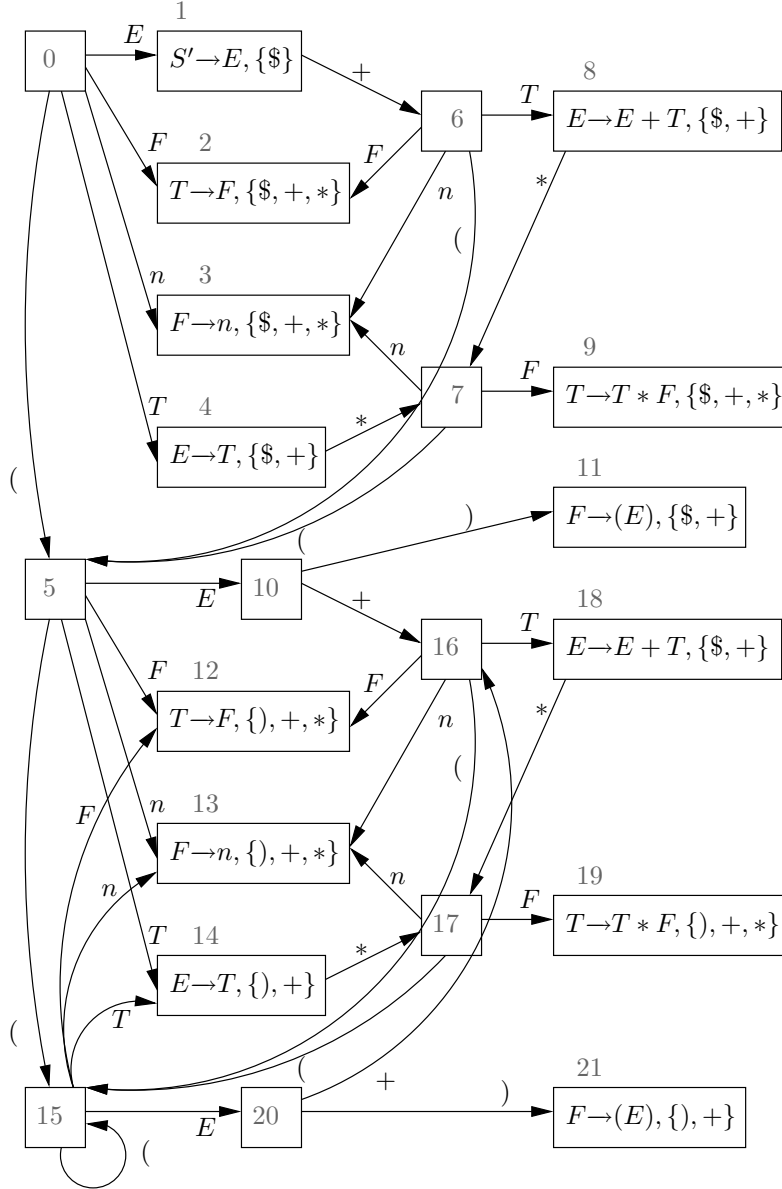 1
0
E
S′→E, {$}
+
8
6
T
E→E + T, {$, +}
F
2
F
T→F, {$, +, *}
n
*
(
n
3
F→n, {$, +, *}
n
9
7
F
T→T * F, {$, +, *}
T
4
*
E→T, {$, +}
(
11
)
F→(E), {$, +}
(
5
E
10
+
18
16
T
E→E + T, {$, +}
F
12
F
T→F, {), +, *}
n
*
(
F
n
13
F→n, {), +, *}
n
n
19
17
F
T→T * F, {), +, *}
T
14
*
E→T, {), +}
T
(
(
+
)
21
15
E
20
F→(E), {), +}
(